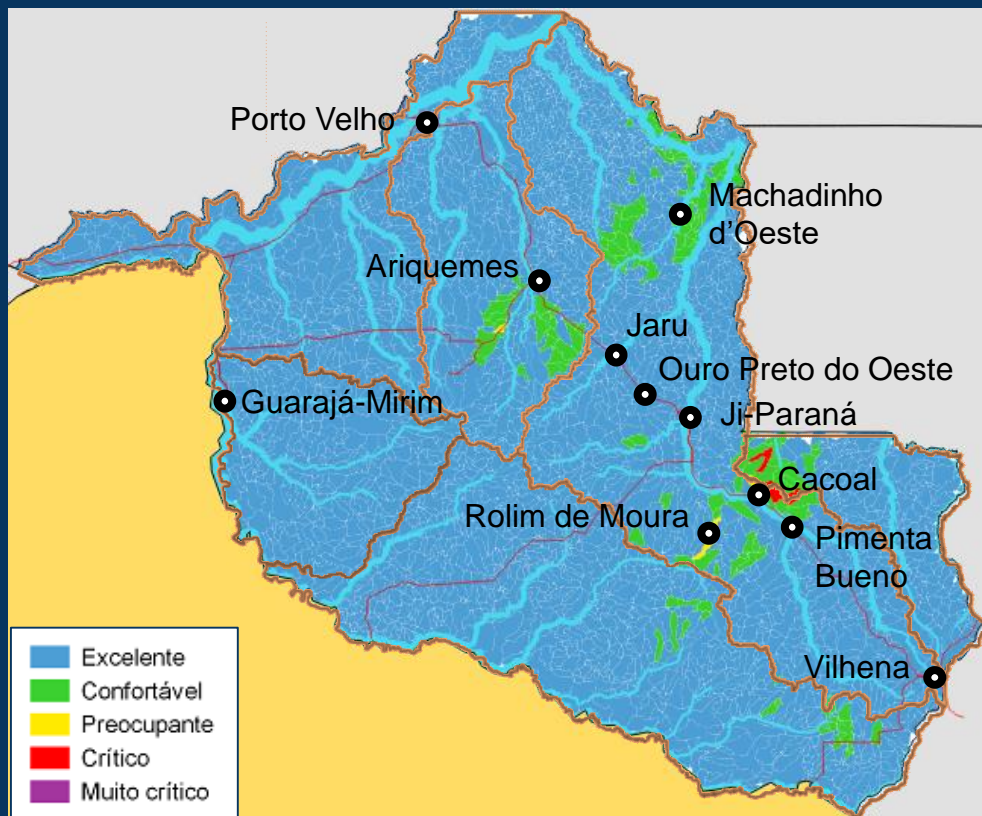 Porto Velho
Machadinho
d'Oeste
Ariquemes
Jaru
Ouro Preto do Oeste
Guarajá-Mirim
Ji-Paraná
Cacoal
Rolim de Moura
Pimenta
Bueno
Vilhena
Excelente
Confortável
Preocupante
Crítico
Muito crítico